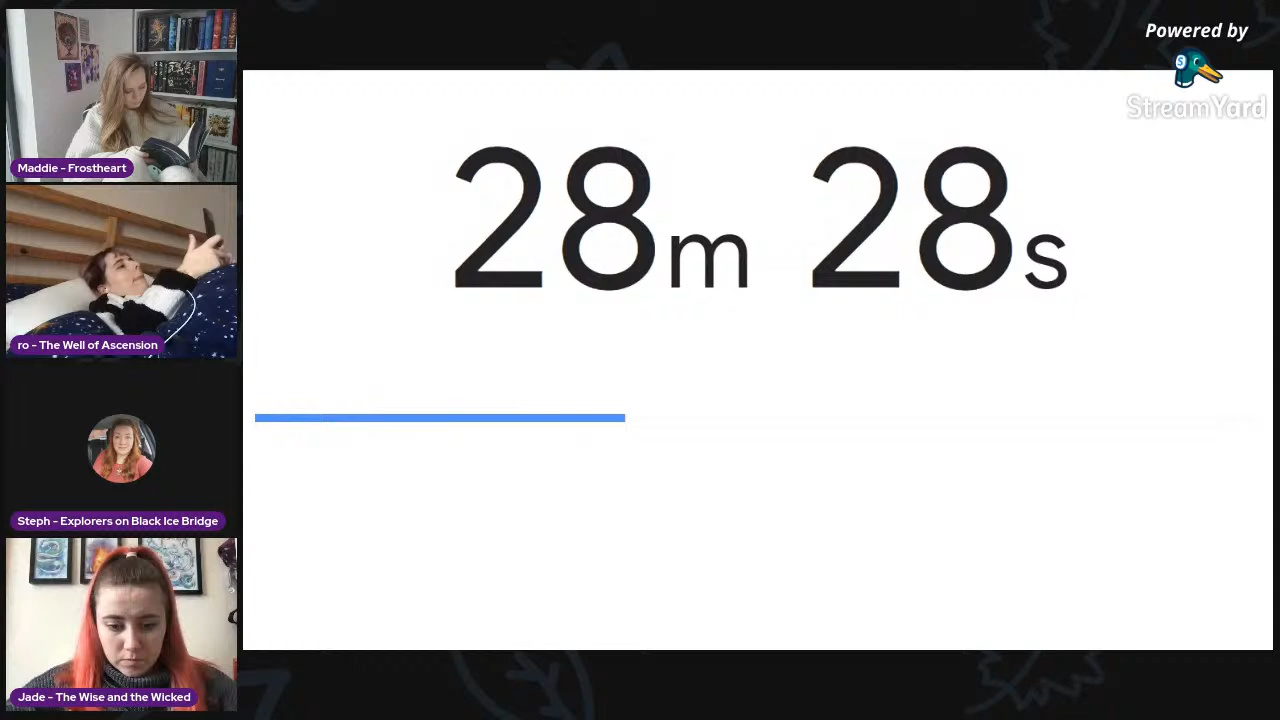 Powered by
StreamYard
28m 28s
Maddie - Frostheart
ro - The Well of Ascension
Steph - Explorers on Black Ice Bridge
Jade - The Wise and the Wicked